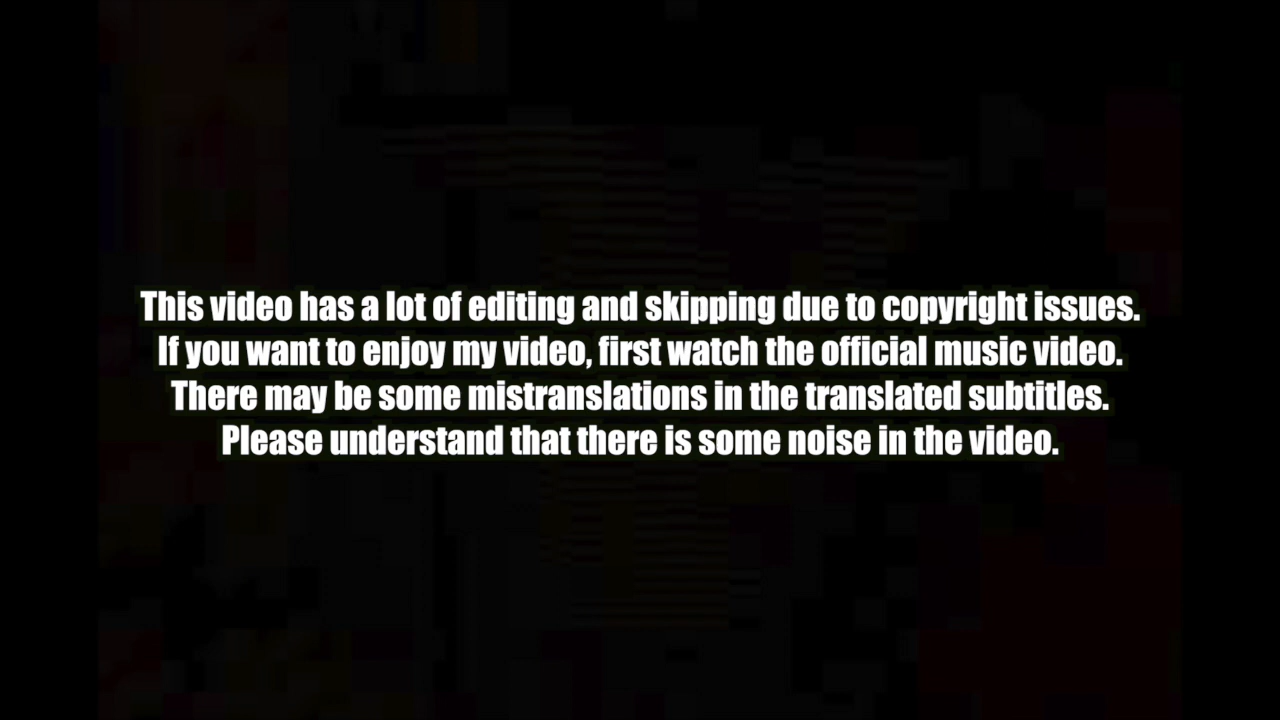 This video has a lot of editing and skipping due to copyright issues.
If you want to enjoy my video, first watch the official music video.
There may be some mistranslations in the translated subtitles.
Please understand that there is some noise in the video.